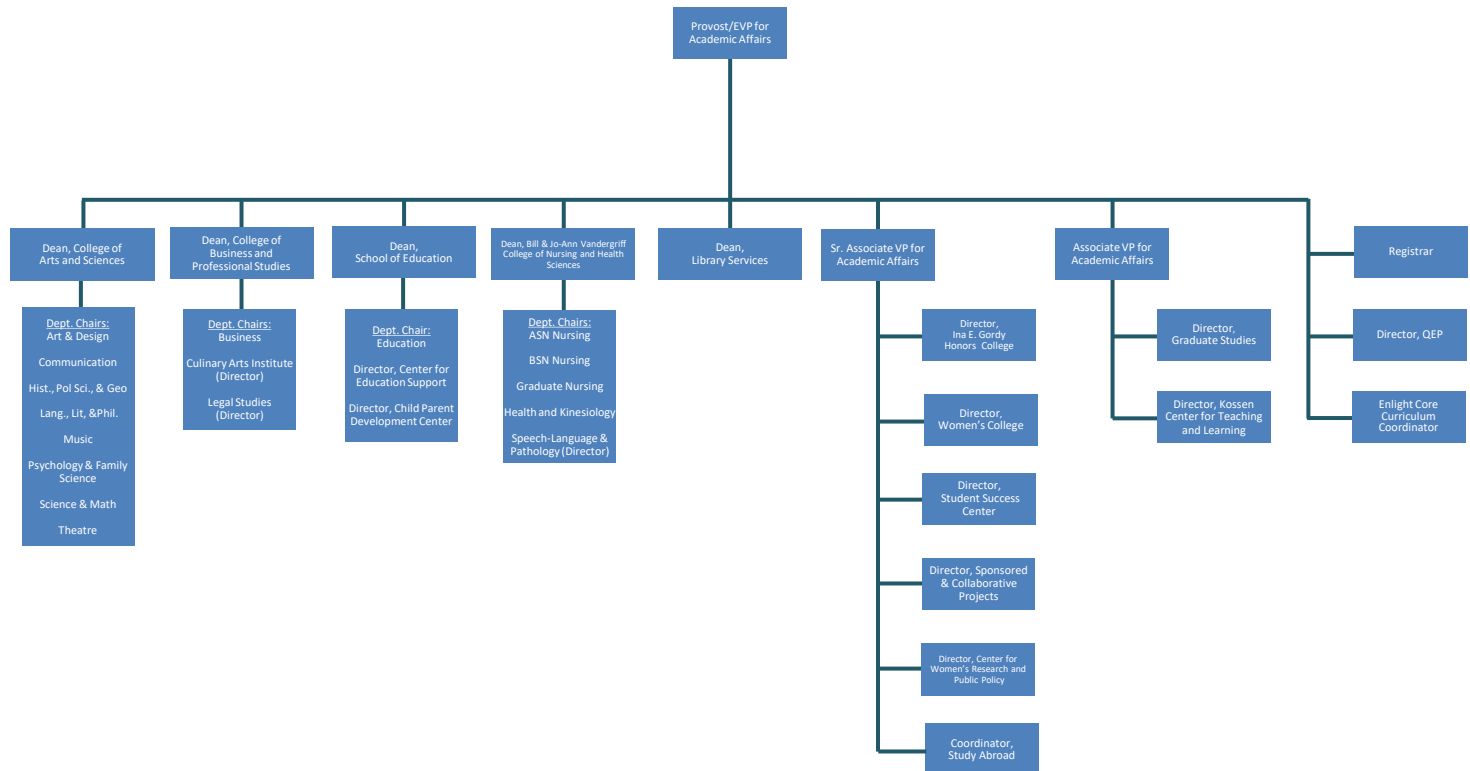 Provost/EVP for
Academic Affairs
Dean, College of
Arts and Sciences
Dept. Chairs:
Art & Design
Communication
Hist., Pol Sci., & Geo
Lang., Lit, &Phil.
Music
Psychology & Family
Science
Science & Math
Theatre
Dean, College of
Business and
Professional Studies
Dept. Chairs:
Business
Culinary Arts Institute
(Director)
Legal Studies
(Director)
Dean,
School of Education
Dept. Chair:
Education
Director, Center for
Education Support
Director, Child Parent
Development Center
Dean, Bill & Jo-Ann Vandergriff
College of Nursing and Health
Sciences
Dept. Chairs:
ASN Nursing
BSN Nursing
Graduate Nursing
Health and Kinesiology
Speech-Language &
Pathology (Director)
Dean,
Library Services
Sr. Associate VP for
Academic Affairs
Director,
Ina E. Gordy
Honors College
Director,
Women's College
Director,
Student Success
Center
Director, Sponsored
& Collaborative
Projects
Director, Center for
Women's Research and
Public Policy
Coordinator,
Study Abroad
Associate VP for
Academic Affairs
Director,
Graduate Studies
Director, Kossen
Center for Teaching
and Learning
Registrar
Director, QEP
Enlight Core
Curriculum
Coordinator